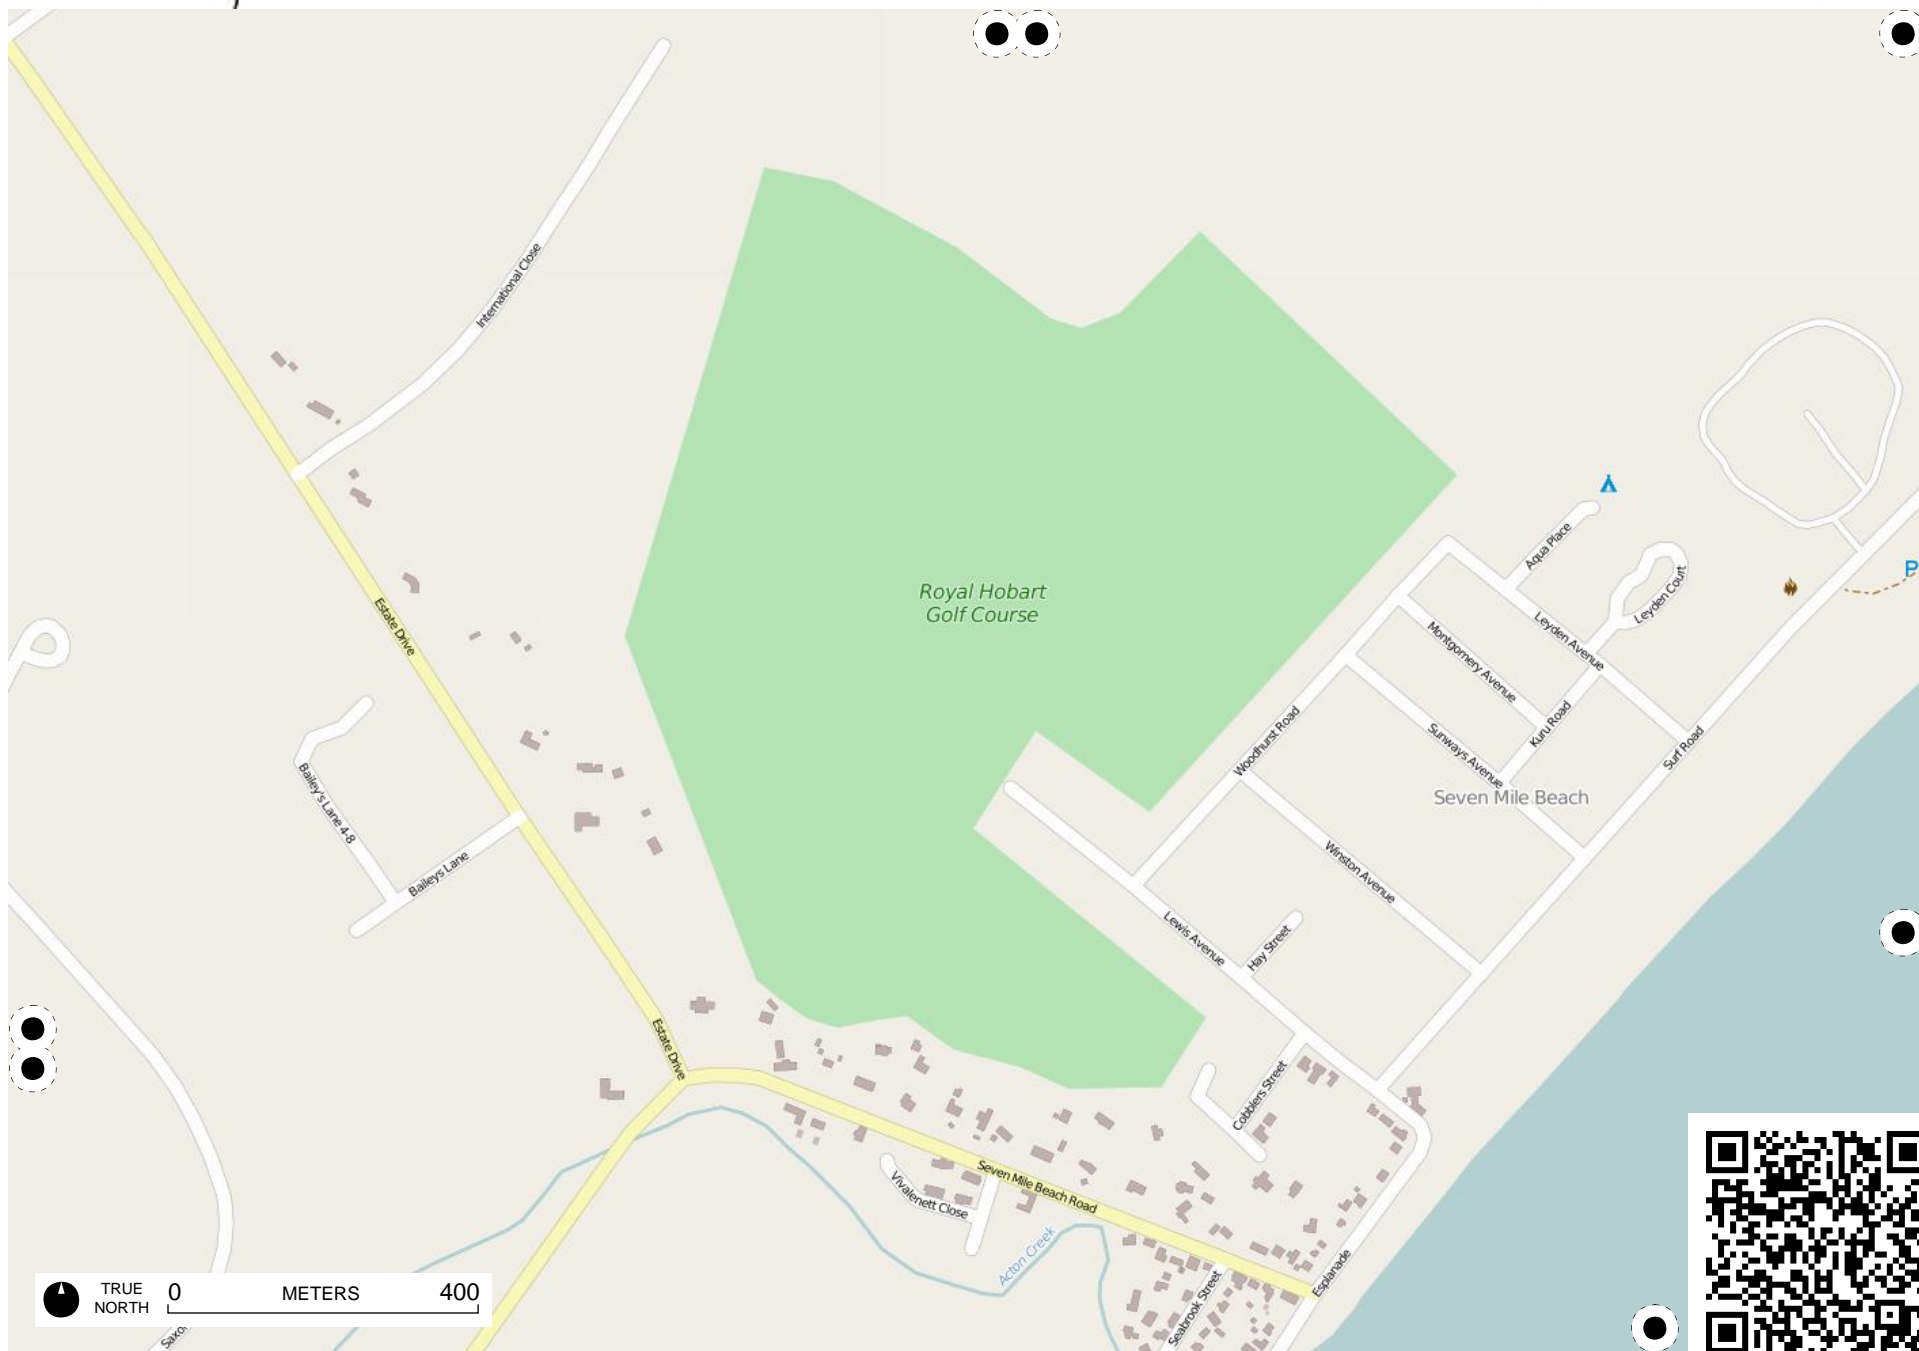 International Close
Estate Drive
Royal Hobart
Golf Course
Aqua Place
Leyden Court
P
Leyden Avenue
Montgomery Avenue
Kuru Road
Sunways Avenue
Surf Road
Woodhurst Road
Seven Mile Beach
Bailey's Lane 4-8
Baileys Lane
Winston Avenue
Lewis Avenue
Hay Street
Estate Drive
Cobblers Street
Vivalenett Close
Seven Mile Beach Road
Acton Creek
Esplanade
Seabrook Street
TRUE
NORTH
0 METERS 400